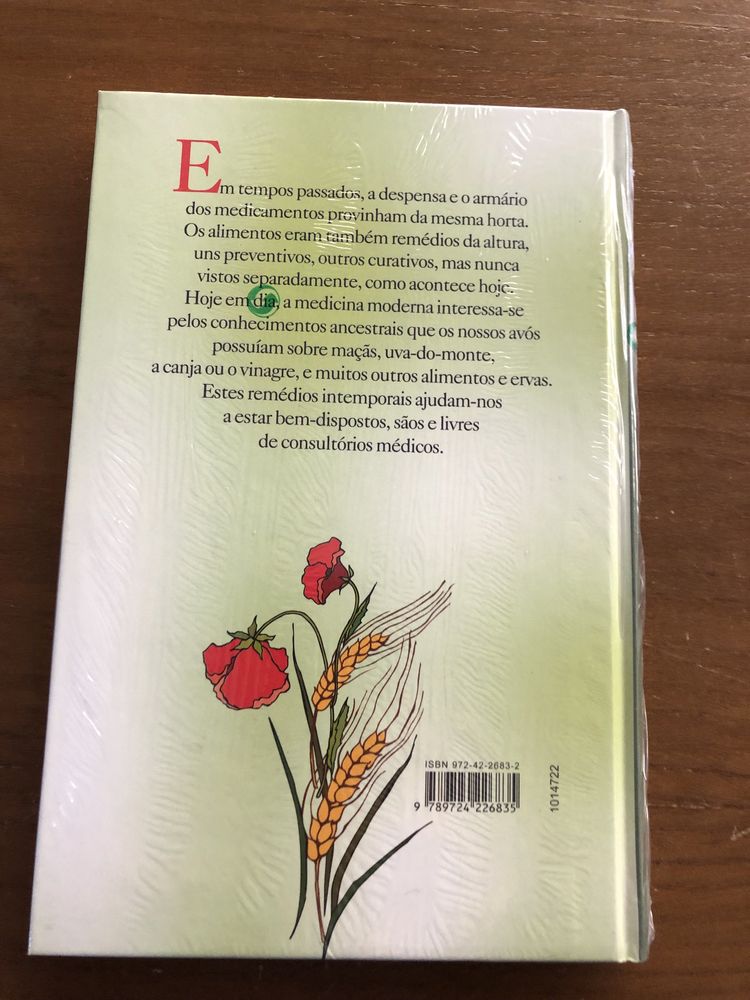 Em tempos passados, a despensa e o armário
dos medicamentos provinham da mesma horta.
Os alimentos eram também remédios da altura,
uns preventivos, outros curativos, mas nunca
vistos separadamente, como acontece hoje.
Hoje em dia, a medicina moderna interessa-se
pelos conhecimentos ancestrais que os nossos avós
possuíam sobre maçãs, uva-do-monte,
a canja ou o vinagre, e muitos outros alimentos e ervas.
Estes remédios intemporais ajudam-nos
a estar bem-dispostos, sãos e livres
de consultórios médicos.
ISBN 972-42-2683-2
9 789724 226835
1014722